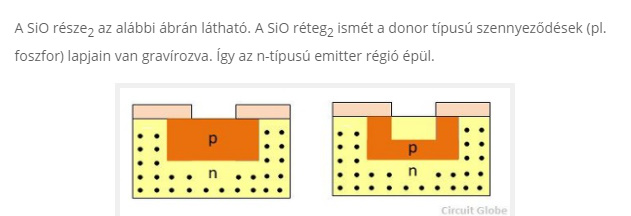 A SiO része₂ az alábbi ábrán látható. A SiO réteg₂ ismét a donor típusú szennyeződések (pl.
foszfor) lapjain van gravírozva. Így az n-típusú emitter régió épül.
p
n
p
n
Circuit Globe